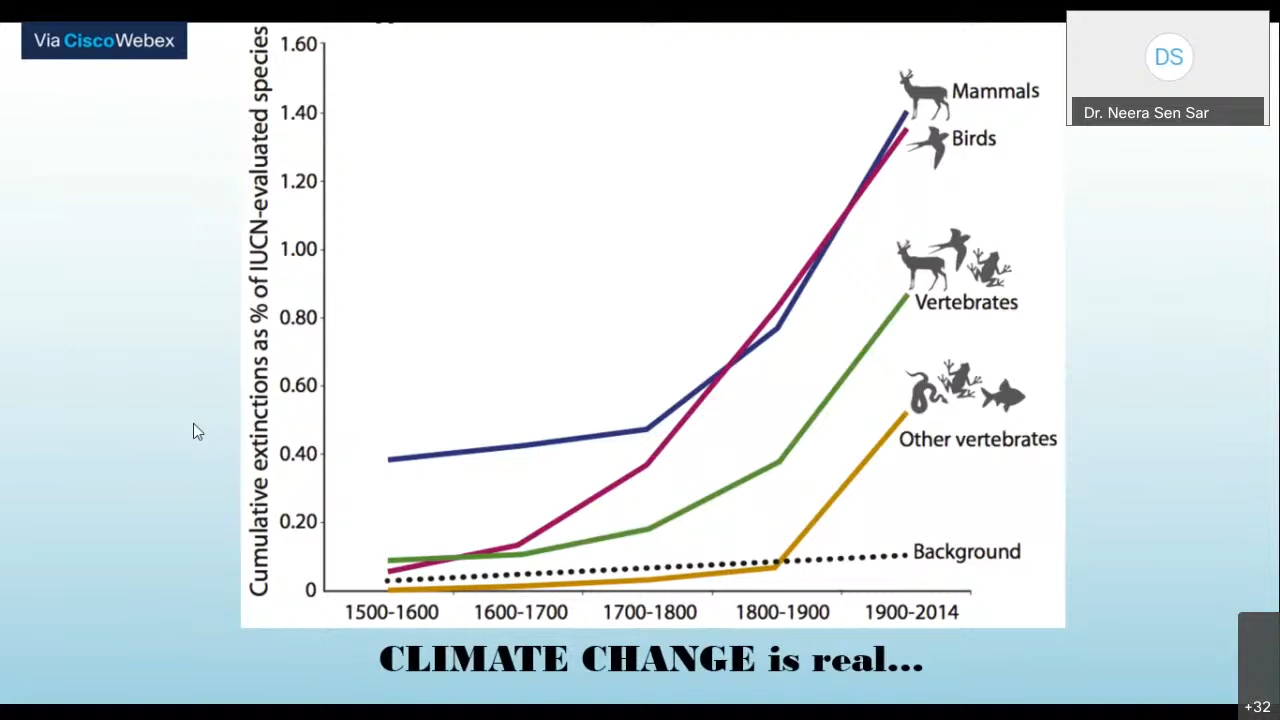 Via CiscoWebex
DS
Dr. Neera Sen Sar
Cumulative extinctions as % of IUCN-evaluated species
1.60
1.40
1.20
1.00
0.80
0.60
0.40
0.20
0
Mammals
Birds
Vertebrates
Other vertebrates
Background
1500-1600 1600-1700 1700-1800 1800-1900 1900-2014
CLIMATE CHANGE is real...
+32